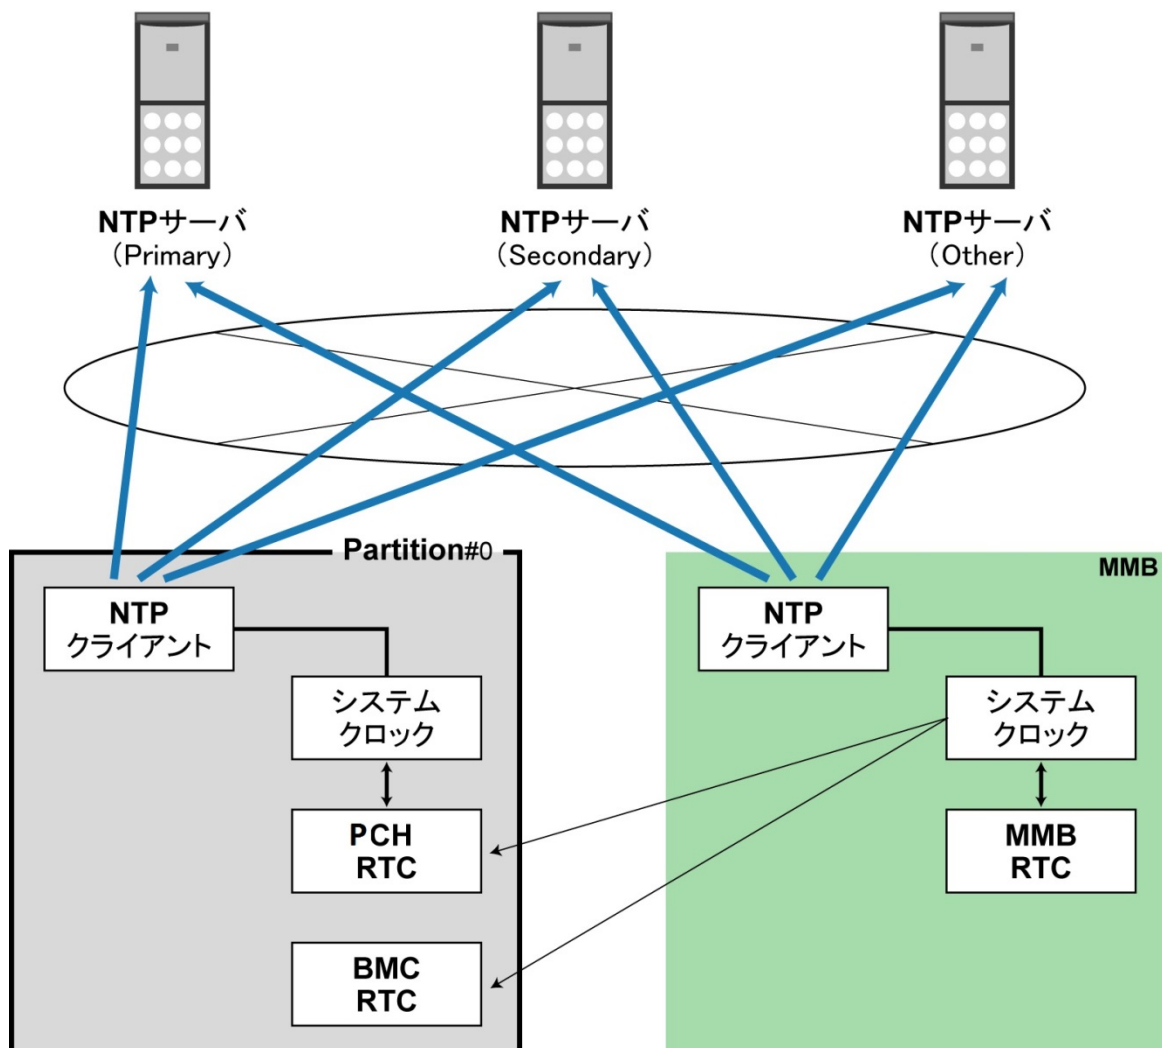 NTPサーバ
（Primary）
NTPサーバ
（Secondary）
NTPサーバ
（Other）
Partition#0
NTP
クライアント
システム
クロック
PCH
RTC
BMC
RTC
MMB
NTP
クライアント
システム
クロック
MMB
RTC